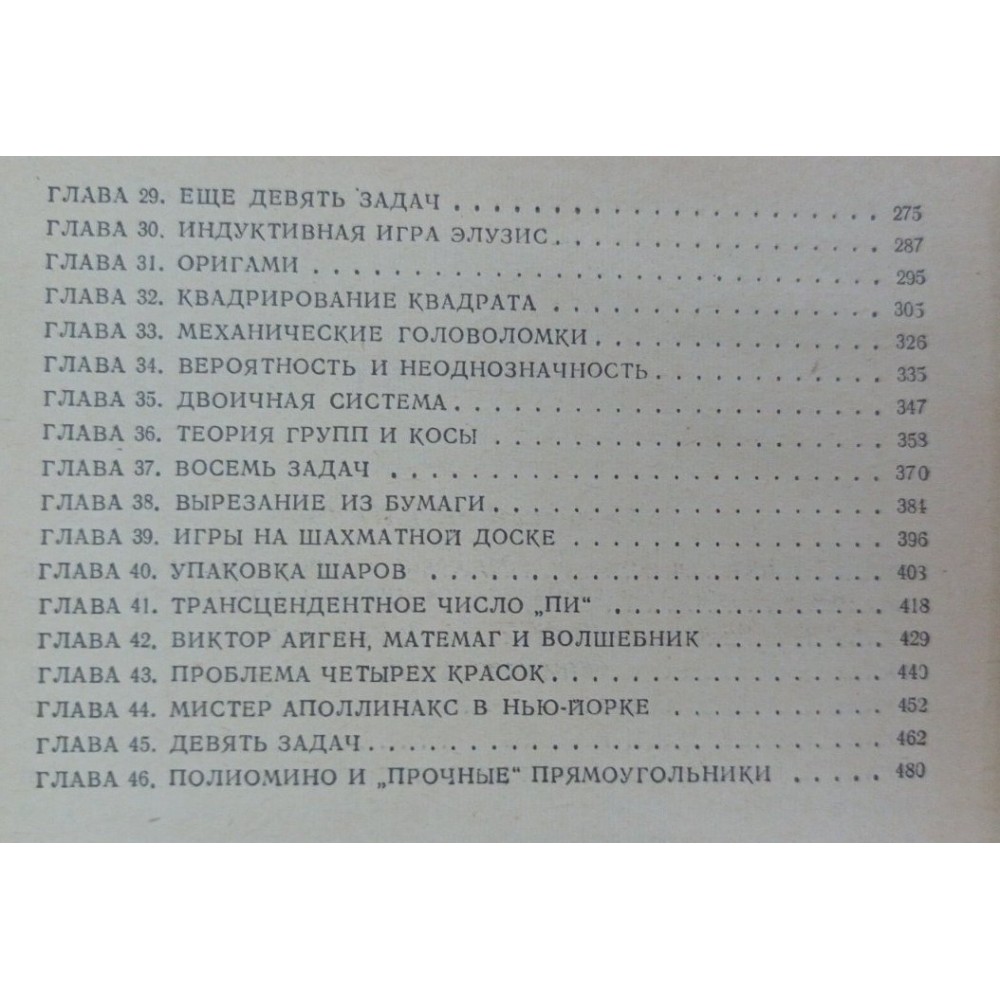 ГЛАВА 29. ЕЩЕ ДЕВЯТЬ ЗАДАЧ . . . . . . . . . . . . . . . . . . . . . . 275
ГЛАВА 30. ИНДУКТИВНАЯ ИГРА ЭЛУЗИС. . . . . . . . . . . . . . . . . 287
ГЛАВА 31. ОРИГАМИ . . . . . . . . . . . . . . . . . . . . . . . . . . . . . 295
ГЛАВА 32. КВАДРИРОВАНИЕ КВАДРАТА . . . . . . . . . . . . . . . . . 305
ГЛАВА 33. МЕХАНИЧЕСКИЕ ГОЛОВОЛОМКИ. . . . . . . . . . . . . . . 326
ГЛАВА 34. ВЕРОЯТНОСТЬ И НЕОДНОЗНАЧНОСТЬ. . . . . . . . . . . . 335
ГЛАВА 35. ДВОИЧНАЯ СИСТЕМА. . . . . . . . . . . . . . . . . . . . . . 347
ГЛАВА 36. ТЕОРИЯ ГРУПП И КОСЫ . . . . . . . . . . . . . . . . . . . . 358
ГЛАВА 37. ВОСЕМЬ ЗАДАЧ . . . . . . . . . . . . . . . . . . . . . . . . . 370
ГЛАВА 38. ВЫРЕЗАНИЕ ИЗ БУМАГИ. . . . . . . . . . . . . . . . . . . . 384
ГЛАВА 39. ИГРЫ НА ШАХМАТНОЙ ДОСКЕ . . . . . . . . . . . . . . . . 396
ГЛАВА 40. УПАКОВКА ШАРОВ . . . . . . . . . . . . . . . . . . . . . . . 403
ГЛАВА 41. ТРАНСЦЕНДЕНТНОЕ ЧИСЛО „ПИ“ . . . . . . . . . . . . . . 418
ГЛАВА 42. ВИКТОР АЙГЕН, МАТЕМАГ И ВОЛШЕБНИК . . . . . . . . . 429
ГЛАВА 43. ПРОБЛЕМА ЧЕТЫРЕХ КРАСОК. . . . . . . . . . . . . . . . . 440
ГЛАВА 44. МИСТЕР АПОЛЛИНАКС В НЬЮ-ЙОРКЕ . . . . . . . . . . . 452
ГЛАВА 45. ДЕВЯТЬ ЗАДАЧ. . . . . . . . . . . . . . . . . . . . . . . . . . 462
ГЛАВА 46. ПОЛИОМИНО И „ПРОЧНЫЕ“ ПРЯМОУГОЛЬНИКИ . . . . . 480